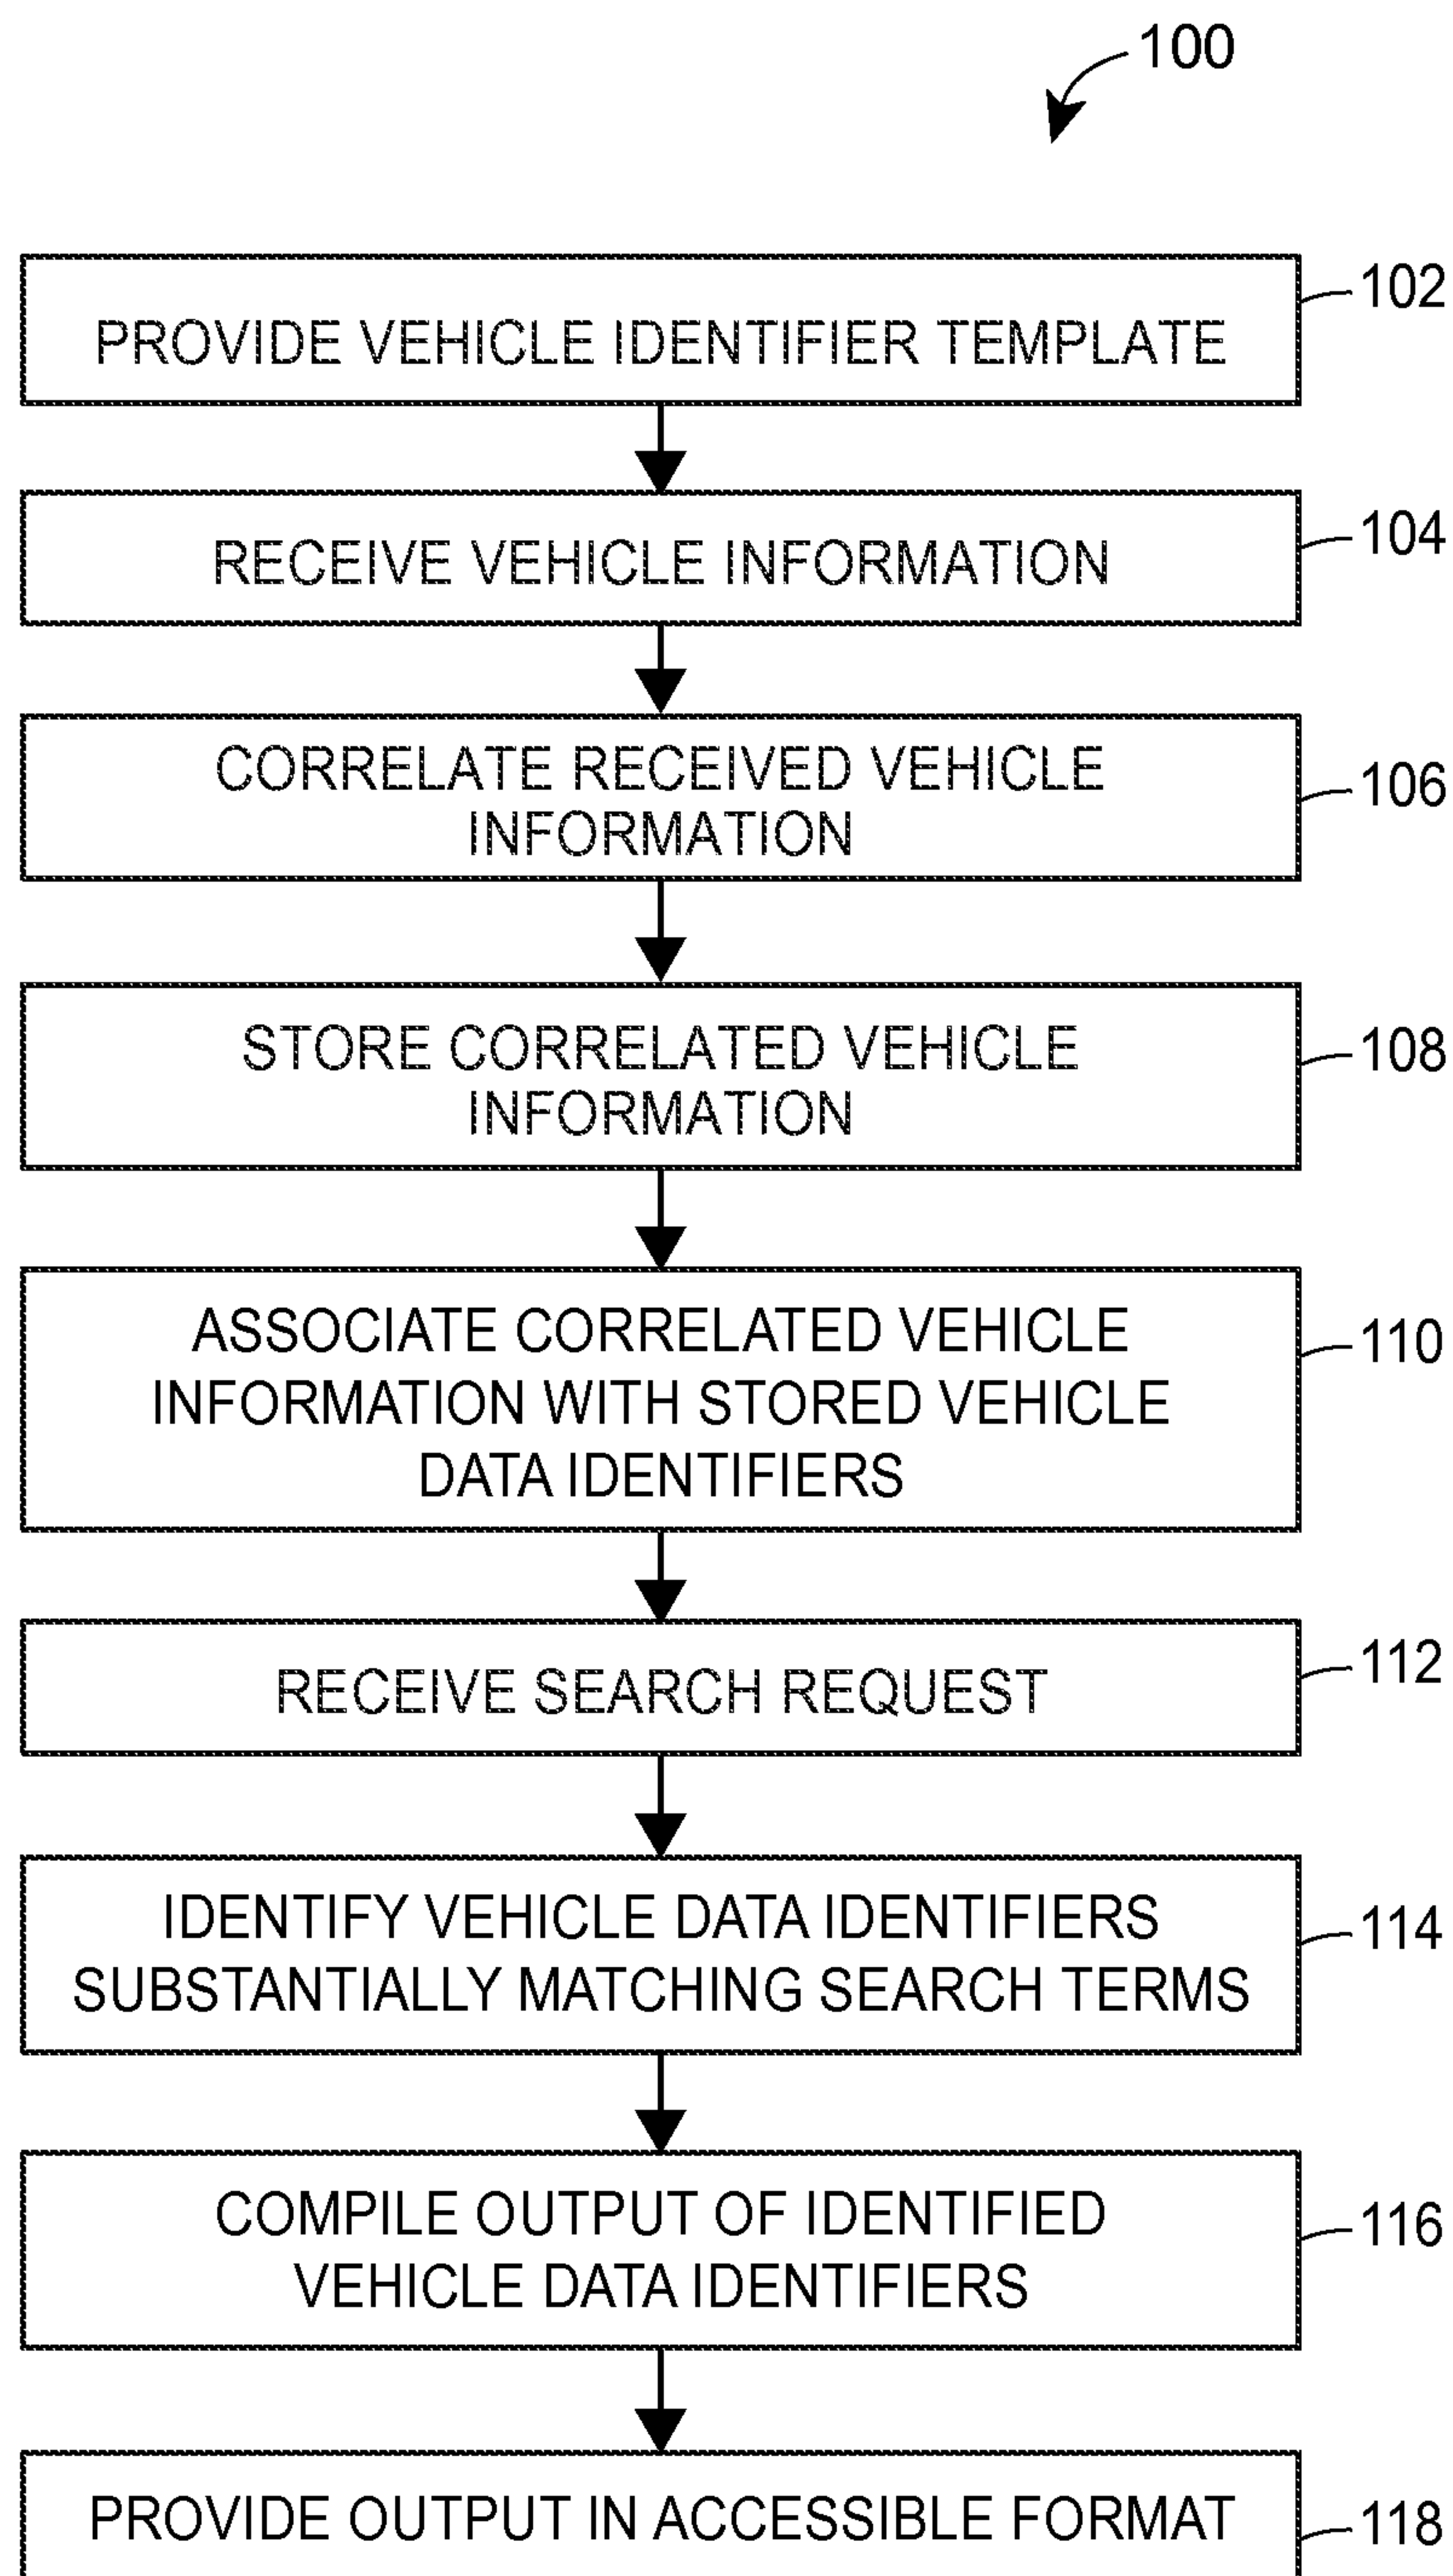 100
PROVIDE VEHICLE IDENTIFIER TEMPLATE
102
RECEIVE VEHICLE INFORMATION
104
CORRELATE RECEIVED VEHICLE
INFORMATION
106
STORE CORRELATED VEHICLE
INFORMATION
108
ASSOCIATE CORRELATED VEHICLE
INFORMATION WITH STORED VEHICLE
DATA IDENTIFIERS
110
RECEIVE SEARCH REQUEST
112
IDENTIFY VEHICLE DATA IDENTIFIERS
SUBSTANTIALLY MATCHING SEARCH TERMS
114
COMPILE OUTPUT OF IDENTIFIED
VEHICLE DATA IDENTIFIERS
116
PROVIDE OUTPUT IN ACCESSIBLE FORMAT
118